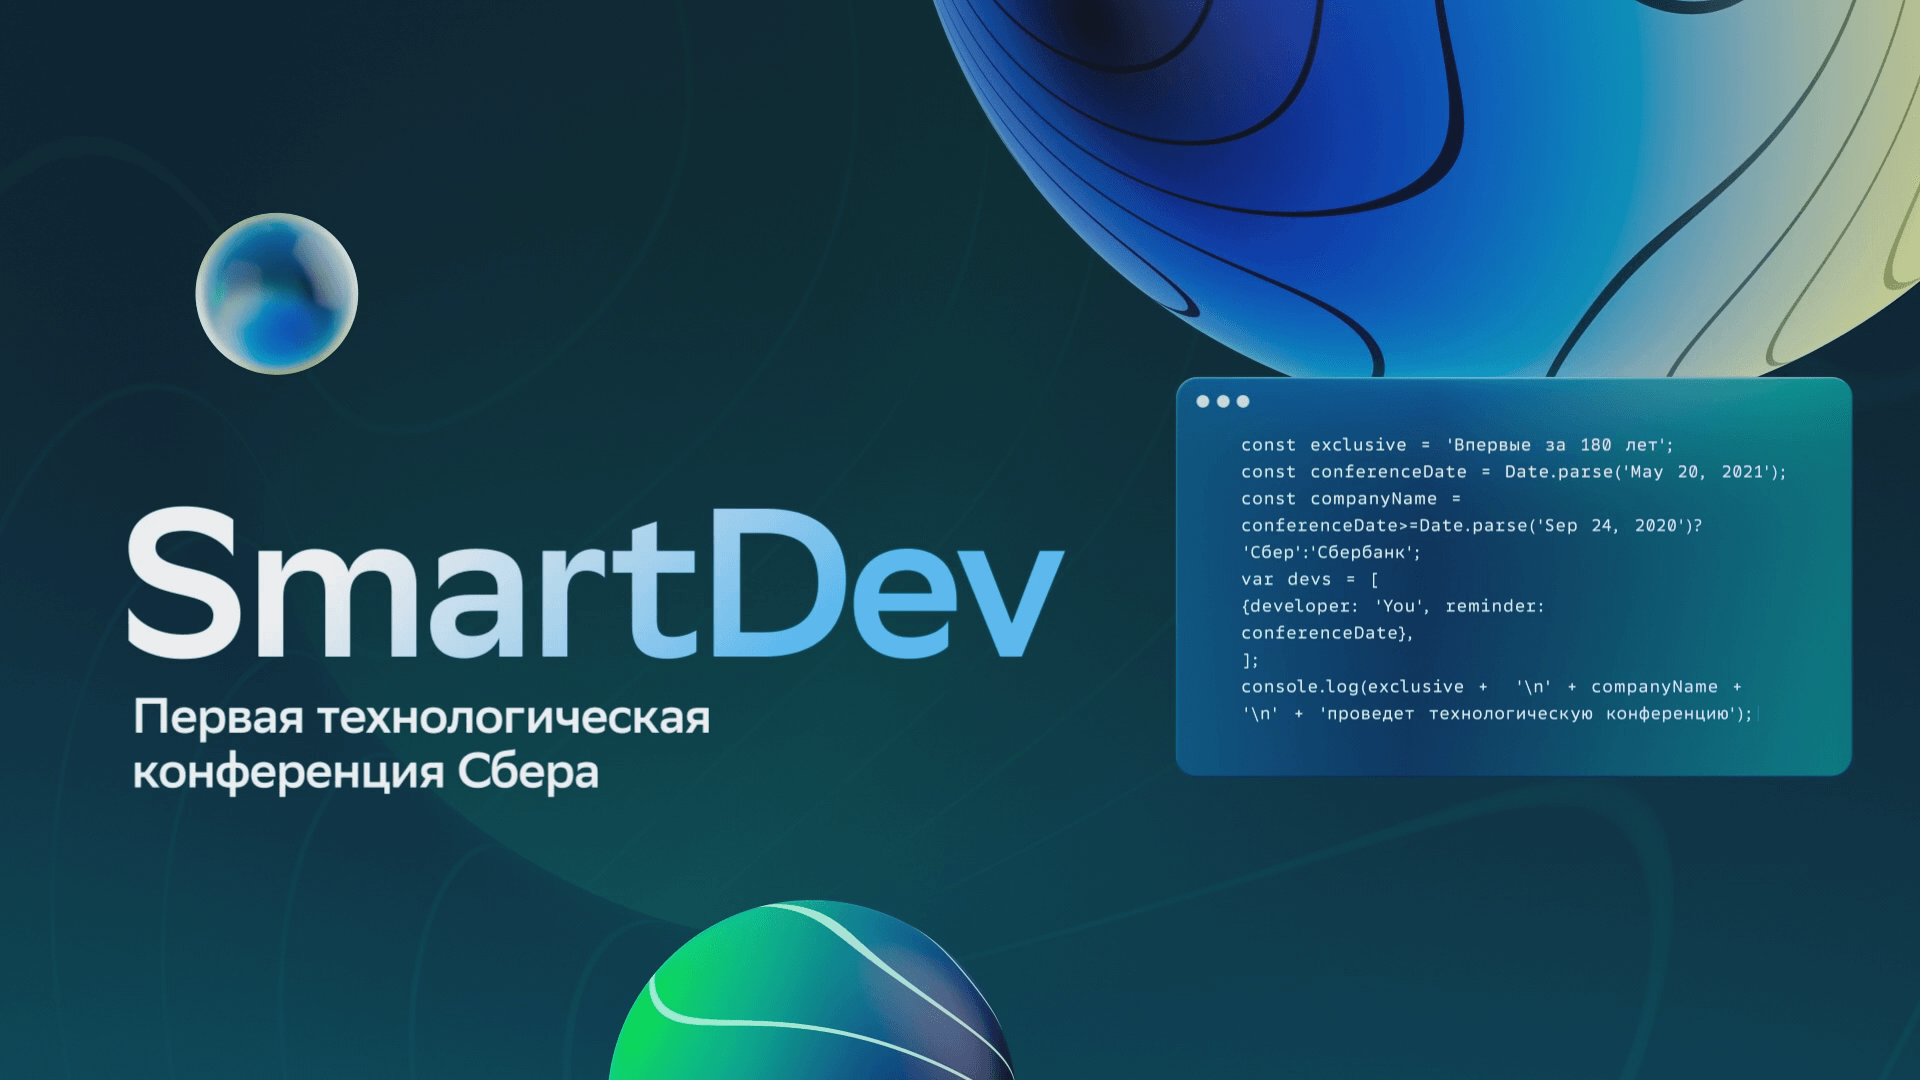 SmartDev
Первая технологическая
конференция Сбера
const exclusive = 'Впервые за 180 лет';
const conferenceDate = Date.parse('May 20, 2021');
const companyName =
conferenceDate>=Date.parse('Sep 24, 2020')?
'Сбер':'Сбербанк';
var devs = [
{developer: 'You', reminder:
conferenceDate},
];
console.log(exclusive + '\n' + companyName +
'\n' + 'проведет технологическую конференцию');